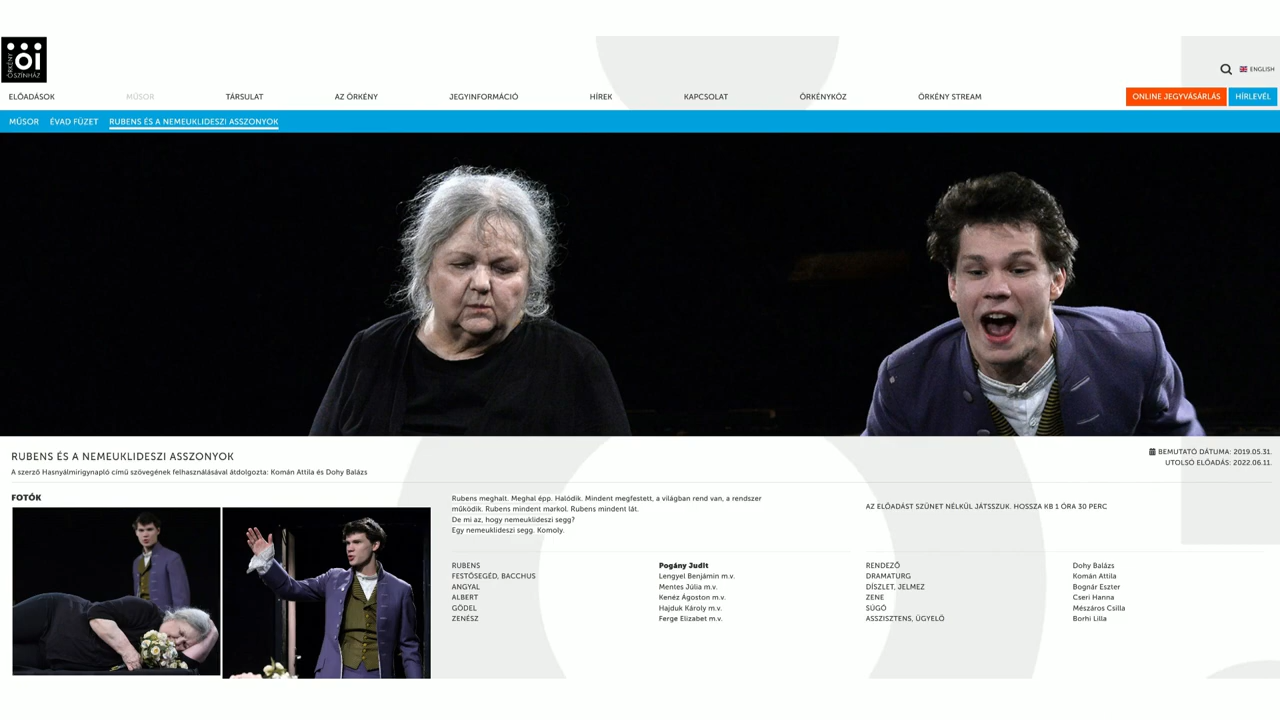 ÖRKÉNY
ÖSZÍNHÁZ
ENGLISH
ELŐADÁSOK
MŰSOR
TÁRSULAT
AZ ÖRKÉNY
JEGYINFORMÁCIÓ
HÍREK
KAPCSOLAT
ÖRKÉNYKÖZ
ÖRKÉNY STREAM
ONLINE JEGYVÁSÁRLÁS
HÍRLEVÉL
MŰSOR
ÉVAD FÜZET
RUBENS ÉS A NEMEUKLIDESZI ASSZONYOK
RUBENS ÉS A NEMEUKLIDESZI ASSZONYOK
A szerző Hasnyálmirigynapló című szövegének felhasználásával átdolgozta: Komán Attila és Dohy Balázs
BEMUTATÓ DÁTUMA: 2019.05.31.
UTOLSÓ ELŐADÁS: 2022.06.11.
FOTÓK
Rubens meghalt. Meghal épp. Halódik. Mindent megfestett, a világban rend van, a rendszer
működik. Rubens mindent markol. Rubens mindent lát.
De mi az, hogy nemeuklideszi segg?
Egy nemeuklideszi segg. Komoly.
AZ ELŐADÁST SZÜNET NÉLKÜL JÁTSSZUK. HOSSZA KB 1 ÓRA 30 PERC
RUBENS
Pogány Judit
FESTŐSEGÉD, BACCHUS
Lengyel Benjámin m.v.
ANGYAL
Mentes Júlia m.v.
ALBERT
Kenéz Ágoston m.v.
GÖDEL
Hajduk Károly m.v.
ZENÉSZ
Ferge Elizabet m.v.
RENDEZŐ
Dohy Balázs
DRAMATURG
Komán Attila
DÍSZLET, JELMEZ
Bognár Eszter
ZENE
Cseri Hanna
SÚGÓ
Mészáros Csilla
ASSZISZTENS, ÜGYELŐ
Borhi Lilla